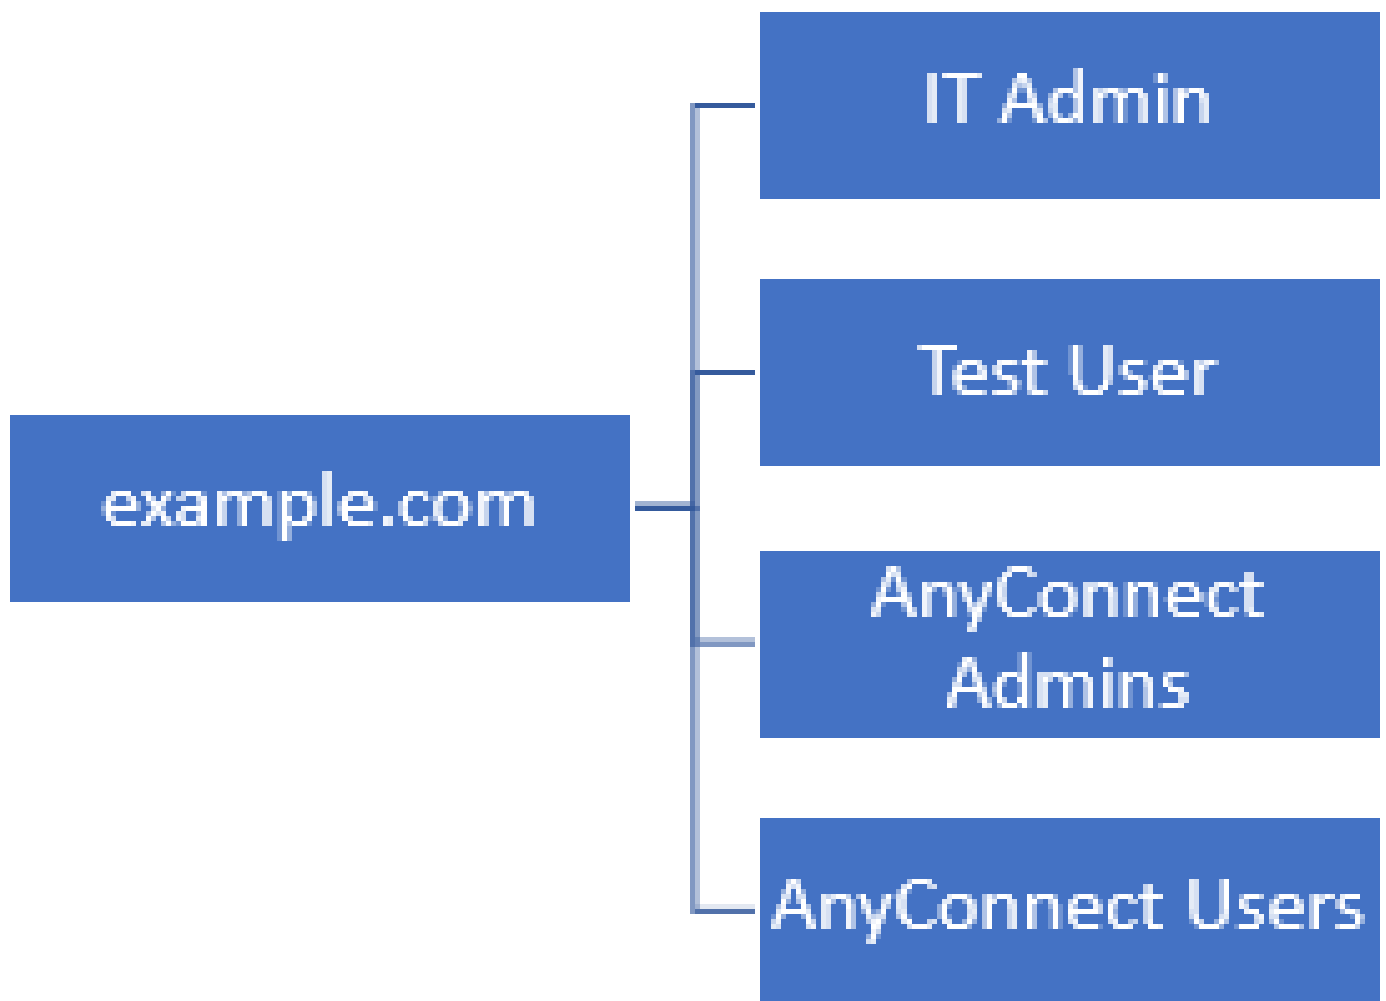 IT Admin
Test User
example.com
AnyConnect
Admins
AnyConnect Users